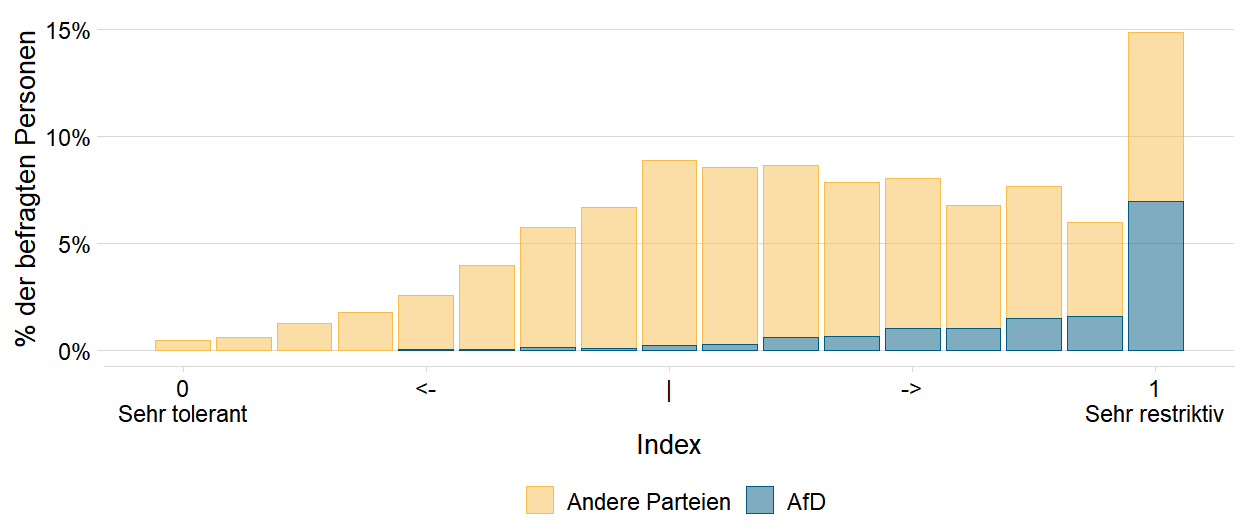 % der befragten Personen
15%
10%
5%
0%
0 <- | -> 1
Sehr tolerant Sehr restriktiv
Index
Andere Parteien AfD